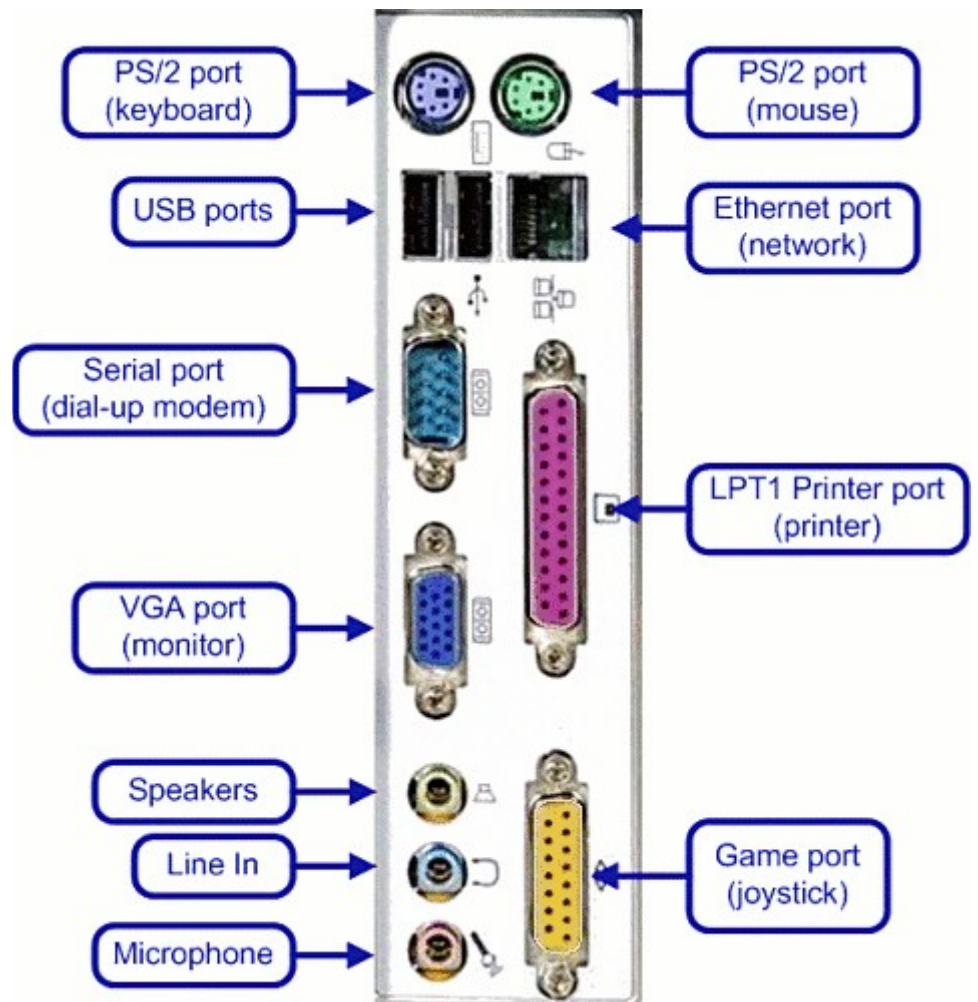 PS/2 port
(keyboard)
PS/2 port
(mouse)
USB ports
Ethernet port
(network)
Serial port
(dial-up modem)
LPT1 Printer port
(printer)
VGA port
(monitor)
Speakers
Line In
Game port
(joystick)
Microphone